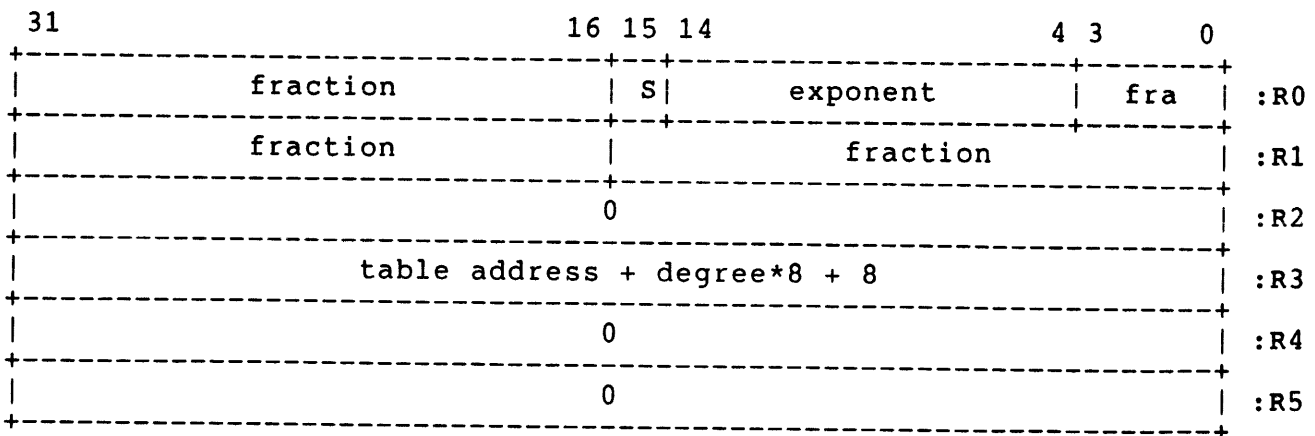 31 16 15 14 4 3 0
fraction | S| exponent | fra | :R0
fraction | fraction | :R1
0 :R2
table address + degree*8 + 8 :R3
0 :R4
0 :R5